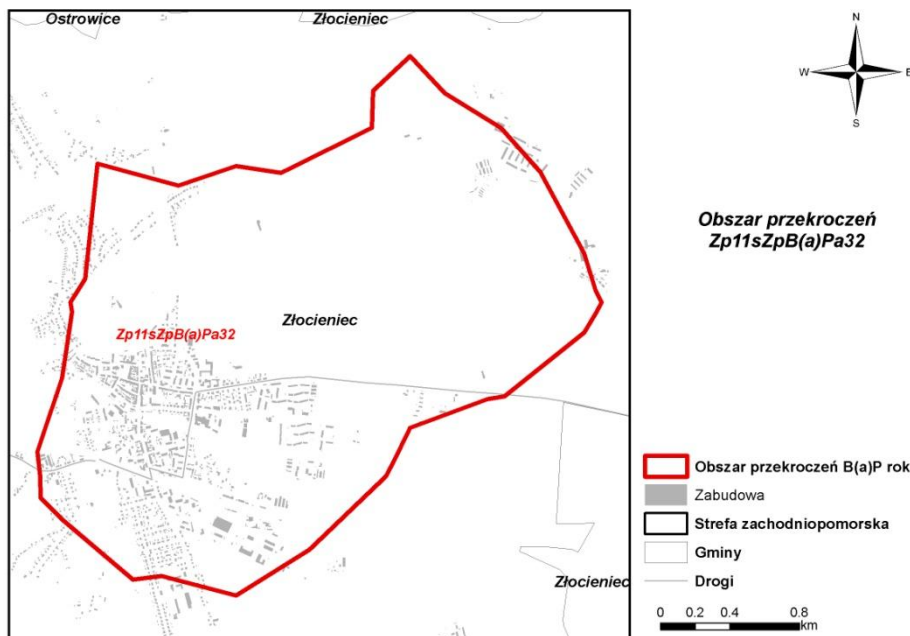 Ostrowice
Złocieniec
N
W
E
S
Obszar przekroczeń
Zp11sZpB(a)Pa32
Złocieniec
Zp11sZpB(a)Pa32
Złocieniec
Obszar przekroczeń B(a)P rok
Zabudowa
Strefa zachodniopomorska
Gminy
Drogi
0 0.2 0.4 0.8
km